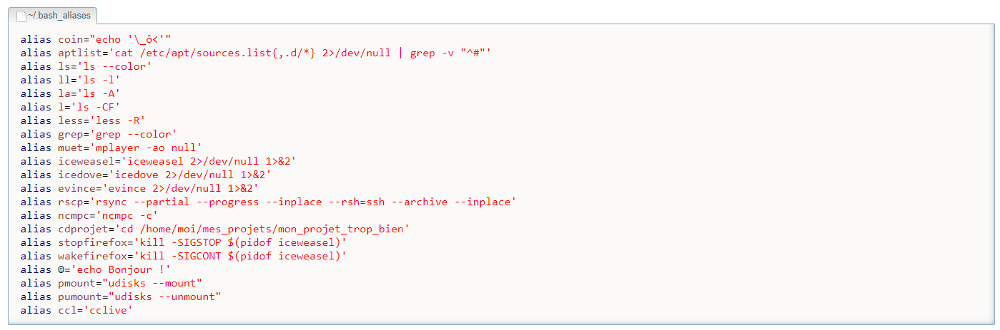 ~/.bash_aliases
alias coin="echo '\_ô<'"
alias aptlist='cat /etc/apt/sources.list{,.d/*} 2>/dev/null | grep -v "^#"'
alias ls='ls --color'
alias ll='ls -l'
alias la='ls -A'
alias l='ls -CF'
alias less='less -R'
alias grep='grep --color'
alias muet='mplayer -ao null'
alias iceweasel='iceweasel 2>/dev/null 1>&2'
alias icedove='icedove 2>/dev/null 1>&2'
alias evince='evince 2>/dev/null 1>&2'
alias rscp='rsync --partial --progress --inplace --rsh=ssh --archive --inplace'
alias ncmpc='ncmpc -c'
alias cdprojet='cd /home/moi/mes_projets/mon_projet_trop_bien'
alias stopfirefox='kill -SIGSTOP $(pidof iceweasel)'
alias wakefirefox='kill -SIGCONT $(pidof iceweasel)'
alias ☺='echo Bonjour !'
alias pmount="udisks --mount"
alias pumount="udisks --unmount"
alias ccl='cclive'